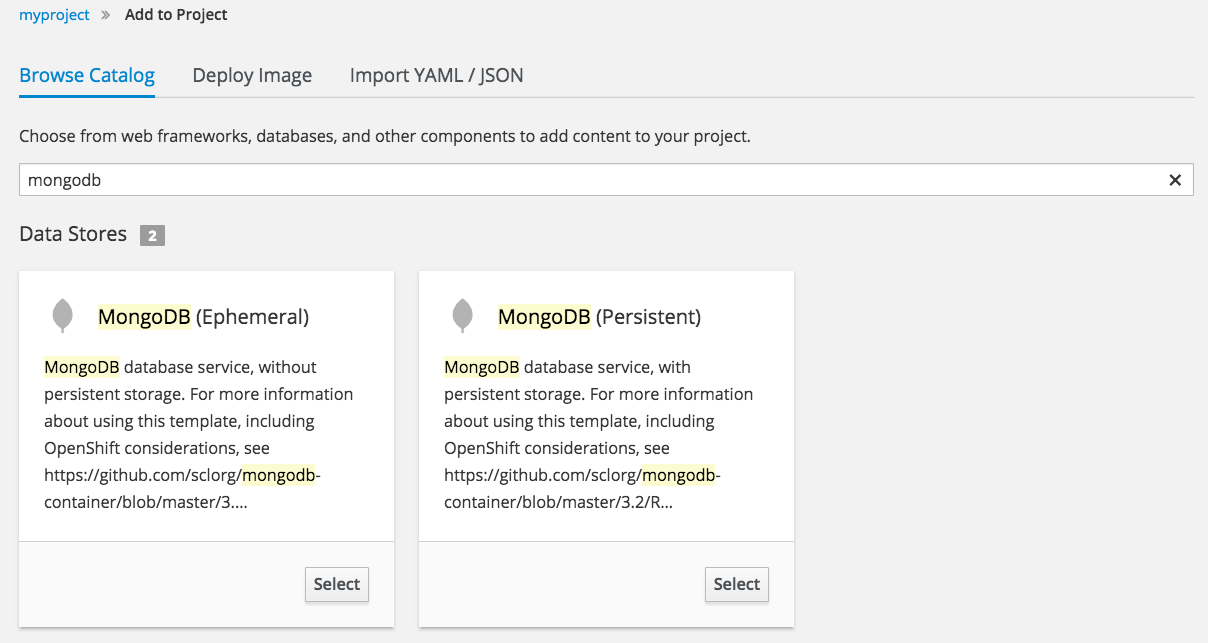 myproject » Add to Project
Browse Catalog Deploy Image Import YAML / JSON
Choose from web frameworks, databases, and other components to add content to your project.
mongodb ×
Data Stores 2
MongoDB (Ephemeral)
MongoDB database service, without
persistent storage. For more information
about using this template, including
OpenShift considerations, see
https://github.com/sclorg/mongodb-
container/blob/master/3....
Select
MongoDB (Persistent)
MongoDB database service, with
persistent storage. For more information
about using this template, including
OpenShift considerations, see
https://github.com/sclorg/mongodb-
container/blob/master/3.2/R...
Select